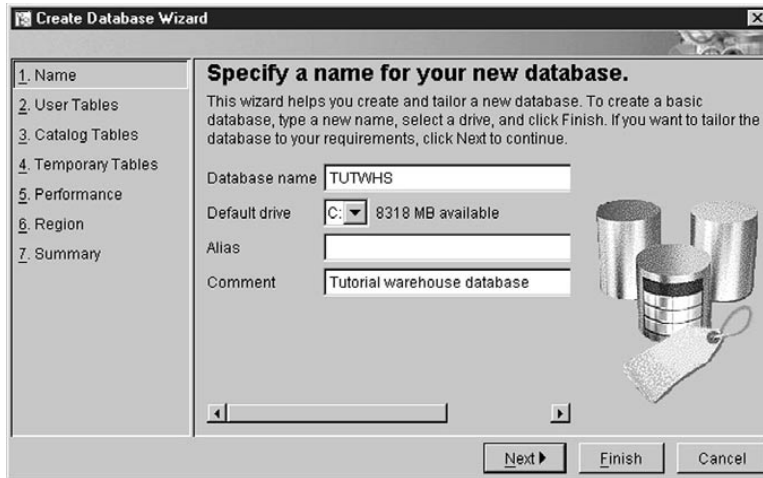 Create Database Wizard
1. Name
2. User Tables
3. Catalog Tables
4. Temporary Tables
5. Performance
6. Region
7. Summary
Specify a name for your new database.
This wizard helps you create and tailor a new database. To create a basic
database, type a new name, select a drive, and click Finish. If you want to tailor the
database to your requirements, click Next to continue.
Database name TUTWHS
Default drive C: 8318 MB available
Alias
Comment Tutorial warehouse database
Next Finish Cancel